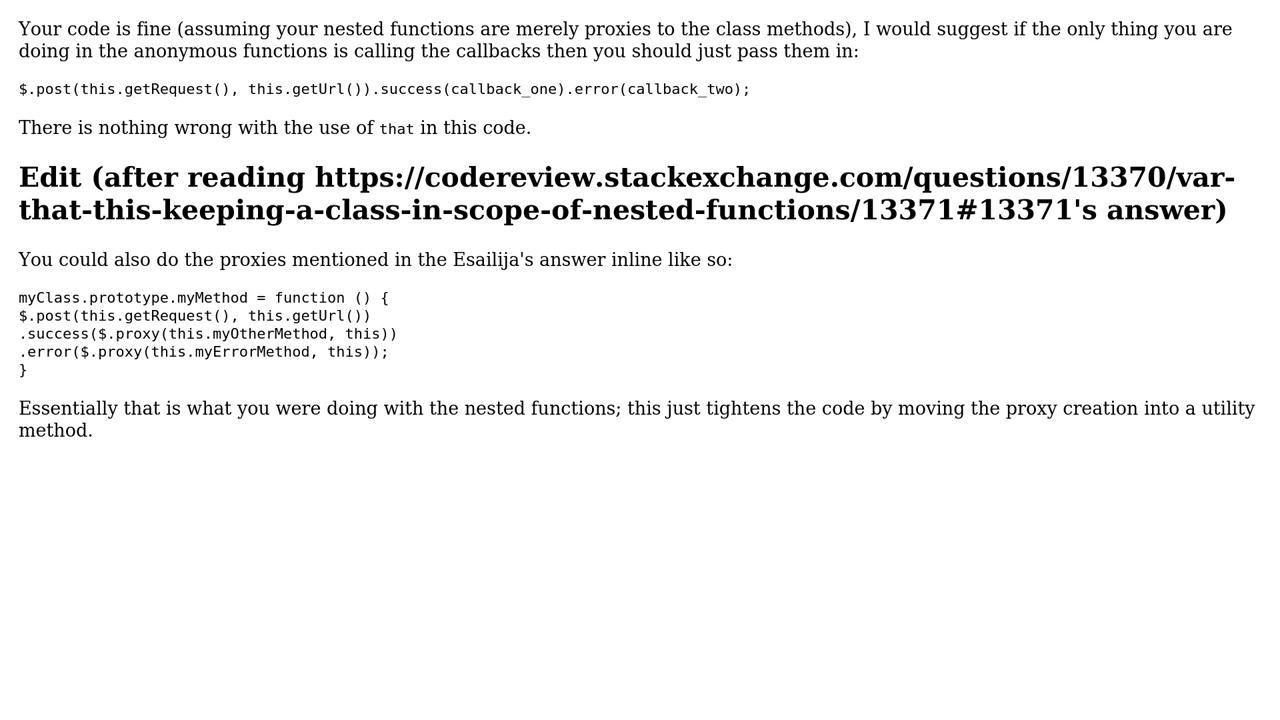 Your code is fine (assuming your nested functions are merely proxies to the class methods), I would suggest if the only thing you are
doing in the anonymous functions is calling the callbacks then you should just pass them in:
$.post(this.getRequest(), this.getUrl()).success(callback_one).error(callback_two);
There is nothing wrong with the use of that in this code.
Edit (after reading https://codereview.stackexchange.com/questions/13370/var-
that-this-keeping-a-class-in-scope-of-nested-functions/13371#13371's answer)
You could also do the proxies mentioned in the Esailija's answer inline like so:
myClass.prototype.myMethod = function () {
$.post(this.getRequest(), this.getUrl())
.success($.proxy(this.myOtherMethod, this))
.error($.proxy(this.myErrorMethod, this));
}
Essentially that is what you were doing with the nested functions; this just tightens the code by moving the proxy creation into a utility
method.